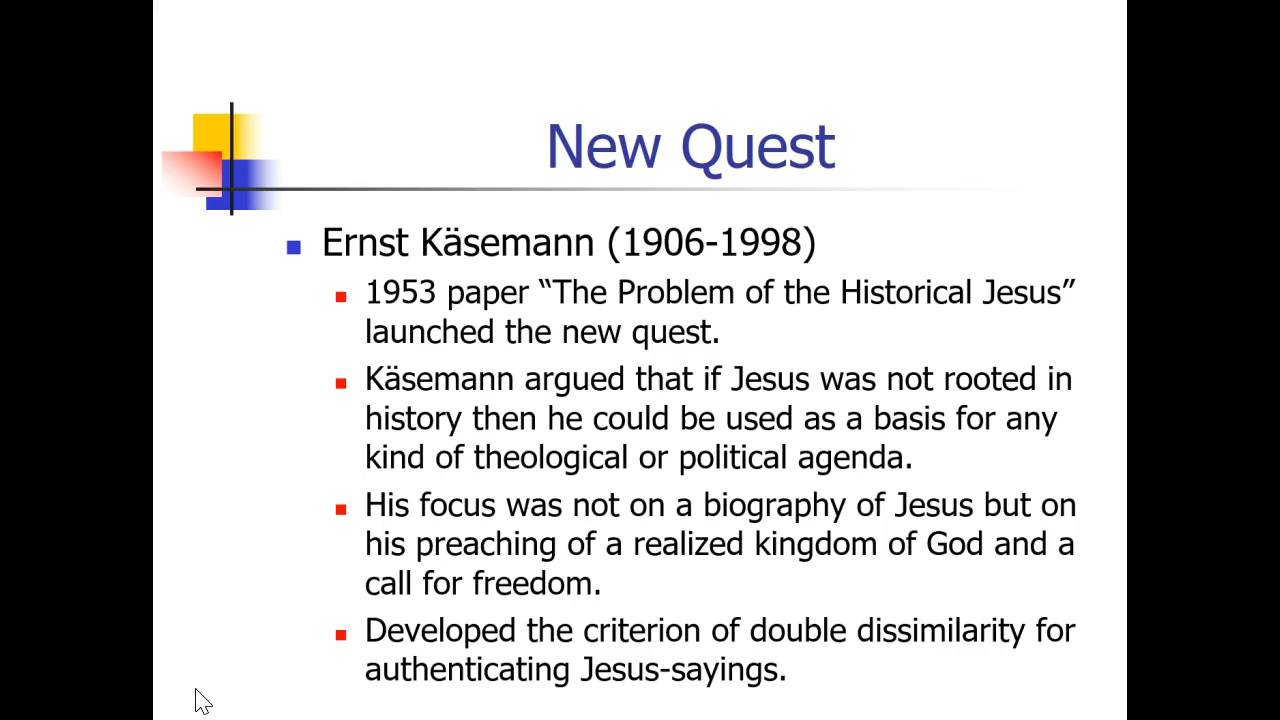 New Quest
Ernst Käsemann (1906-1998)
1953 paper “The Problem of the Historical Jesus”
launched the new quest.
Käsemann argued that if Jesus was not rooted in
history then he could be used as a basis for any
kind of theological or political agenda.
His focus was not on a biography of Jesus but on
his preaching of a realized kingdom of God and a
call for freedom.
Developed the criterion of double dissimilarity for
authenticating Jesus-sayings.